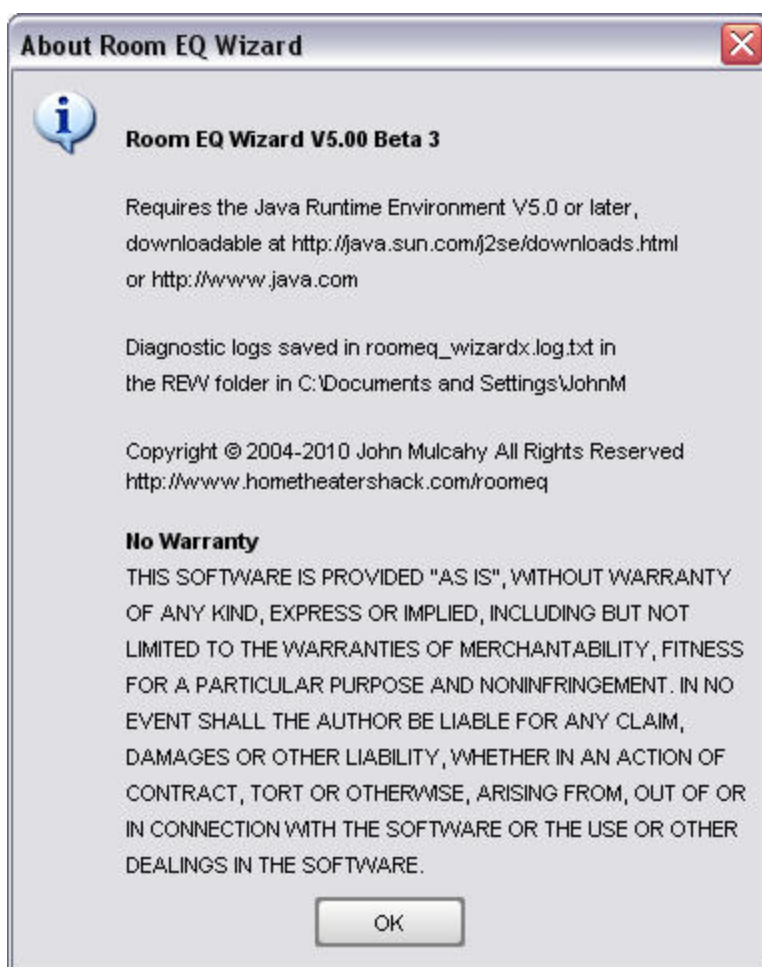 About Room EQ Wizard
Room EQ Wizard V5.00 Beta 3
Requires the Java Runtime Environment V5.0 or later,
downloadable at http://java.sun.com/j2se/downloads.html
or http://www.java.com
Diagnostic logs saved in roomeq_wizardx.log.txt in
the REW folder in C:\Documents and Settings\JohnM
Copyright © 2004-2010 John Mulcahy All Rights Reserved
http://www.hometheatershack.com/roomeq
No Warranty
THIS SOFTWARE IS PROVIDED "AS IS", WITHOUT WARRANTY
OF ANY KIND, EXPRESS OR IMPLIED, INCLUDING BUT NOT
LIMITED TO THE WARRANTIES OF MERCHANTABILITY, FITNESS
FOR A PARTICULAR PURPOSE AND NONINFRINGEMENT. IN NO
EVENT SHALL THE AUTHOR BE LIABLE FOR ANY CLAIM,
DAMAGES OR OTHER LIABILITY, WHETHER IN AN ACTION OF
CONTRACT, TORT OR OTHERWISE, ARISING FROM, OUT OF OR
IN CONNECTION WITH THE SOFTWARE OR THE USE OR OTHER
DEALINGS IN THE SOFTWARE.
OK